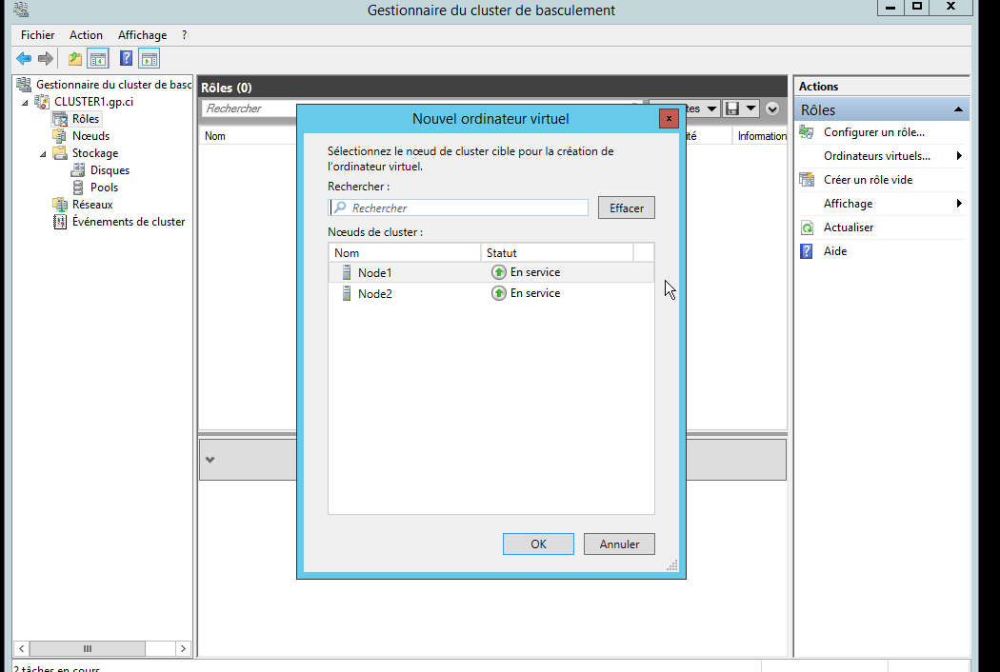 Gestionnaire du cluster de basculement
Fichier Action Affichage ?
Gestionnaire du cluster de basc
CLUSTER1.gp.ci
Rôles
Nœuds
Stockage
Disques
Pools
Réseaux
Événements de cluster
Rôles (0)
Rechercher
tes
Nom
ité
Information
Nouvel ordinateur virtuel
Sélectionnez le nœud de cluster cible pour la création de
l'ordinateur virtuel.
Rechercher :
Rechercher
Effacer
Nœuds de cluster :
Nom Statut
Node1 En service
Node2 En service
OK Annuler
Actions
Rôles
Configurer un rôle...
Ordinateurs virtuels...
Créer un rôle vide
Affichage
Actualiser
Aide
2 tâches en cours